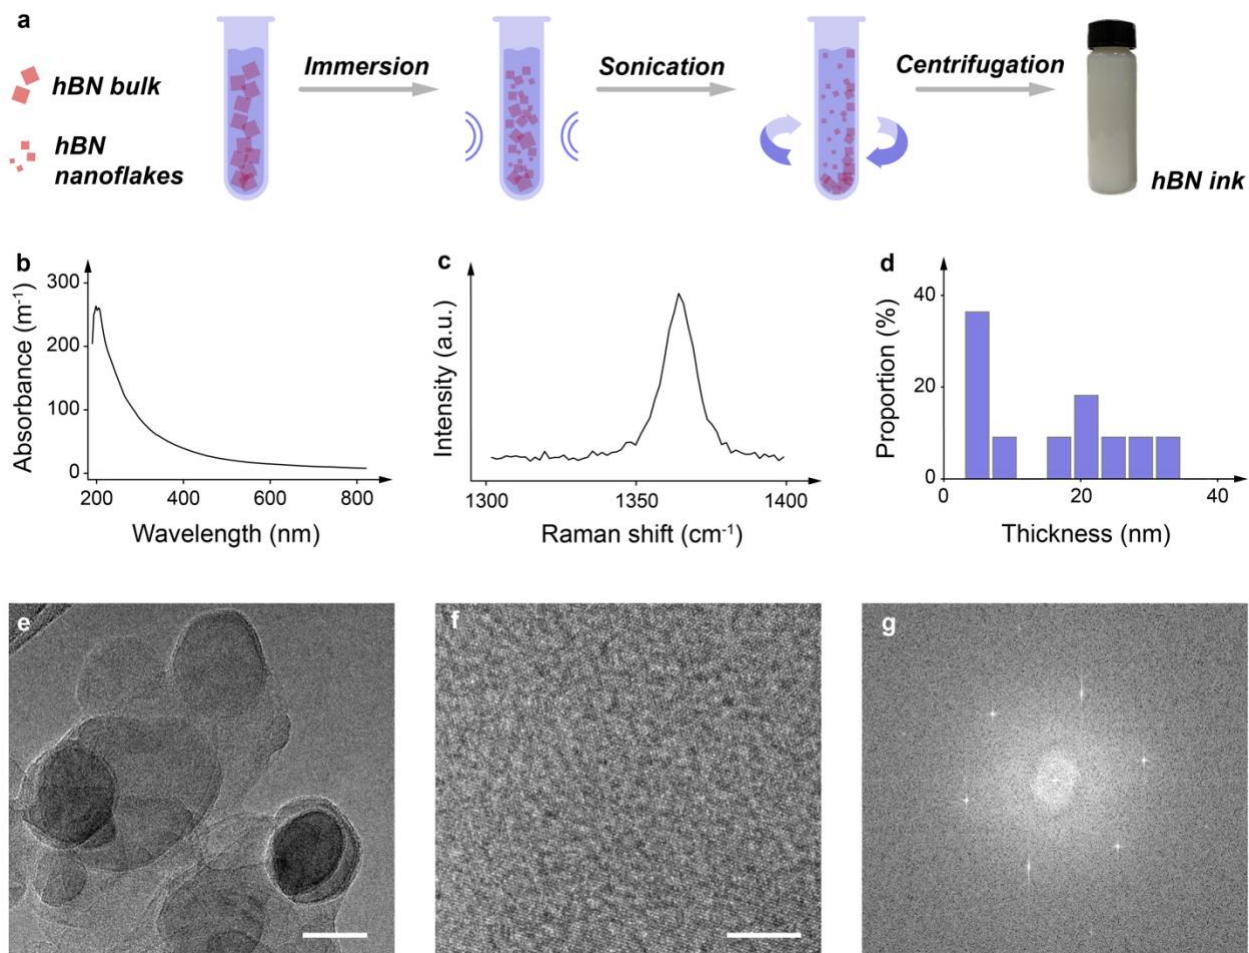 a
hBN bulk
hBN
nanoflakes
Immersion
Sonication
Centrifugation
hBN ink
b
Absorbance (m⁻¹)
300
200
100
0
200 400 600 800
Wavelength (nm)
c
Intensity (a.u.)
1300 1350 1400
Raman shift (cm⁻¹)
d
Proportion (%)
40
20
0
0 20 40
Thickness (nm)
e
f
g